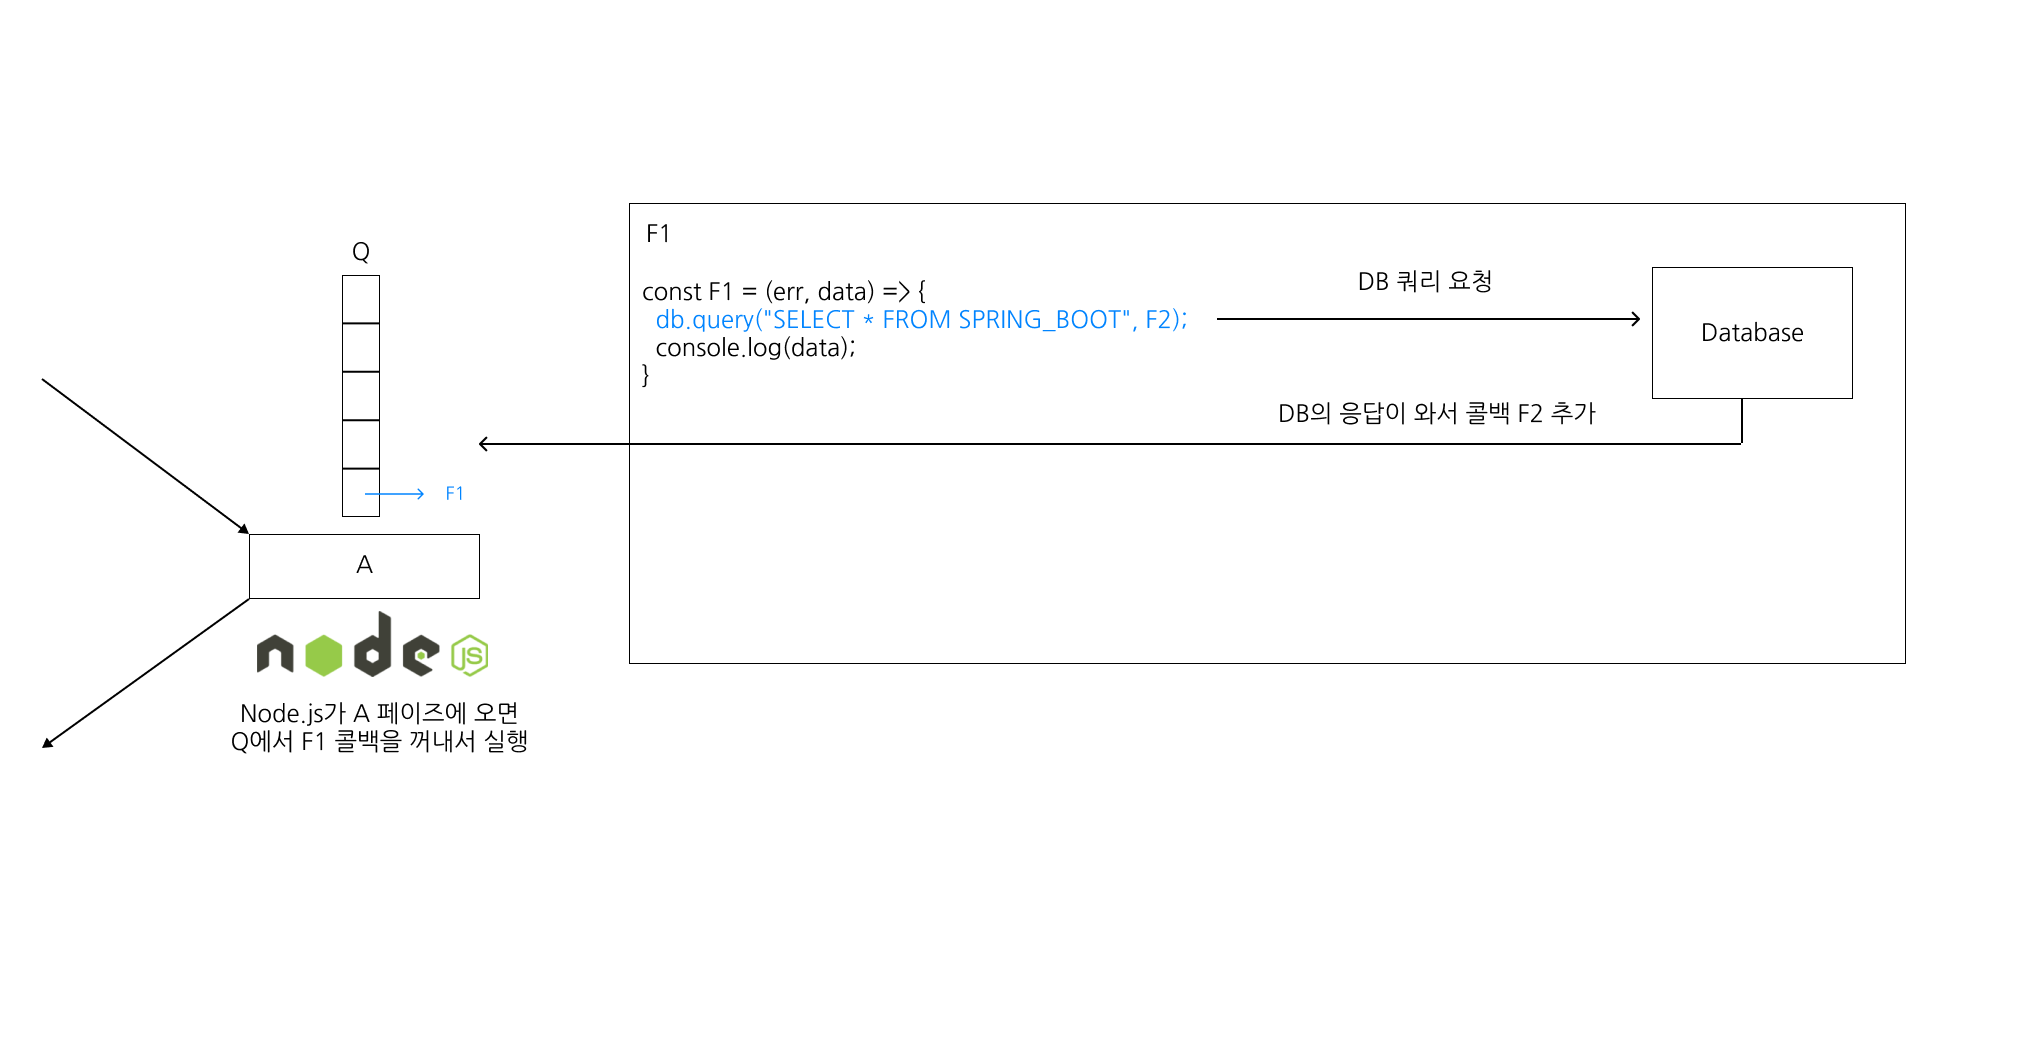 Q
F1
A
node
JS
Node.js가 A 페이즈에 오면
Q에서 F1 콜백을 꺼내서 실행
F1
const F1 = (err, data) => {
db.query("SELECT * FROM SPRING_BOOT", F2);
console.log(data);
}
DB 쿼리 요청
Database
DB의 응답이 와서 콜백 F2 추가